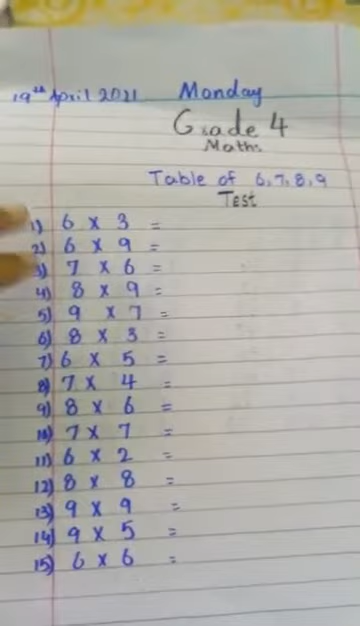 19th April 2021 Monday
Grade 4
Maths
Table of 6,7,8,9
Test
1) 6 x 3 =
2) 6 x 9 =
3) 7 x 6 =
4) 8 x 9 =
5) 9 x 7 =
6) 8 x 3 =
7) 6 x 5 =
8) 7 x 4 =
9) 8 x 6 =
10) 7 x 7 =
11) 6 x 2 =
12) 8 x 8 =
13) 9 x 9 =
14) 9 x 5 =
15) 6 x 6 =